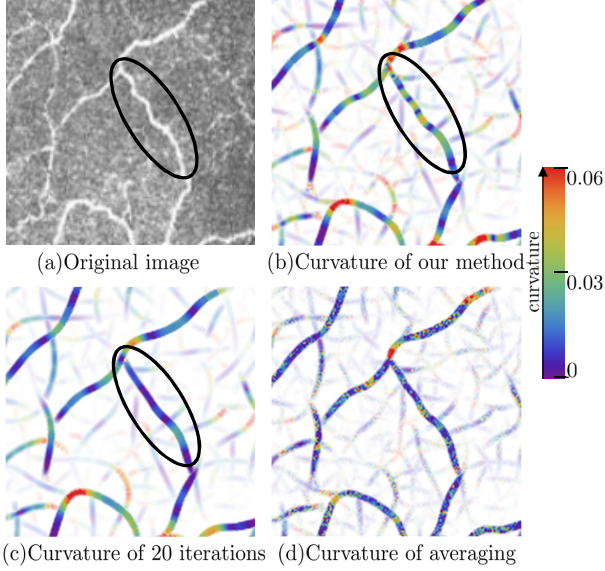 (a)Original image
(b)Curvature of our method
curvature
0.06
0.03
0
(c)Curvature of 20 iterations
(d)Curvature of averaging